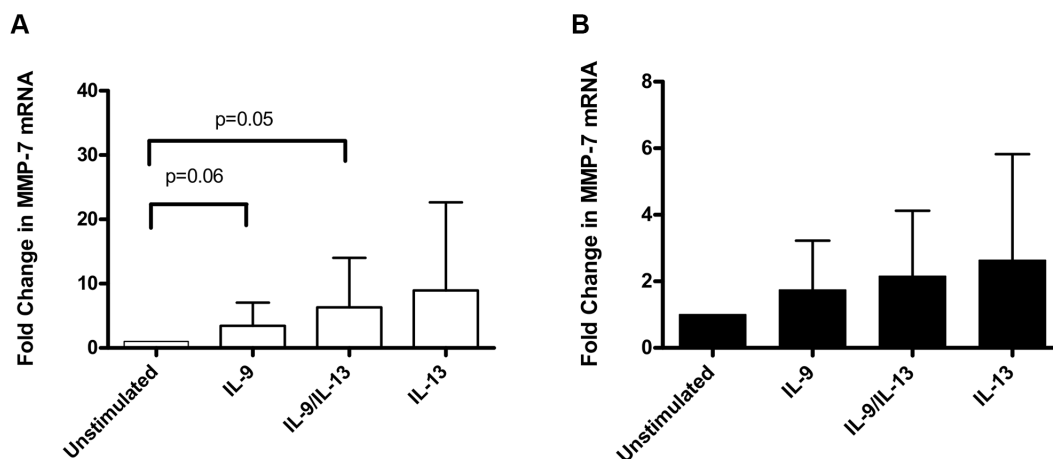 A
Fold Change in MMP-7 mRNA
40
30
20
10
0
p=0.05
p=0.06
Unstimulated
IL-9
IL-9/IL-13
IL-13
B
Fold Change in MMP-7 mRNA
8
6
4
2
0
Unstimulated
IL-9
IL-9/IL-13
IL-13